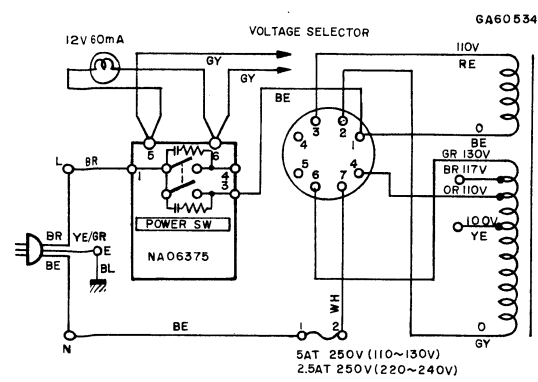 GA60534
VOLTAGE SELECTOR
12V 60mA
GY
GY
110V
RE
BE
3
2
4
1
5
4
6
7
0
BE
5
6
GR 130V
BR 117V
OR 110V
100V
YE
L
BR
1
4
3
POWER SW
NA06375
BR
YE/GR
E
BE
BL
WH
0
GY
N
BE
1
2
5AT 250V (110~130V)
2.5AT 250V (220~240V)